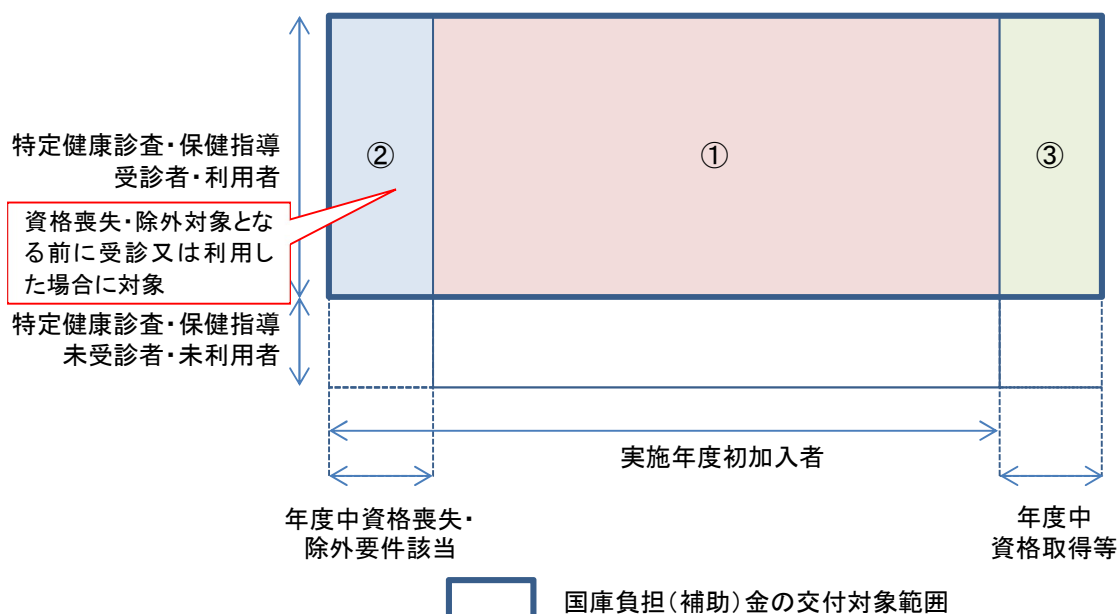 特定健康診査・保健指導
受診者・利用者
②
①
③
資格喪失・除外対象とな
る前に受診又は利用し
た場合に対象
特定健康診査・保健指導
未受診者・未利用者
実施年度初加入者
年度中資格喪失・
除外要件該当
年度中
資格取得等
国庫負担(補助)金の交付対象範囲